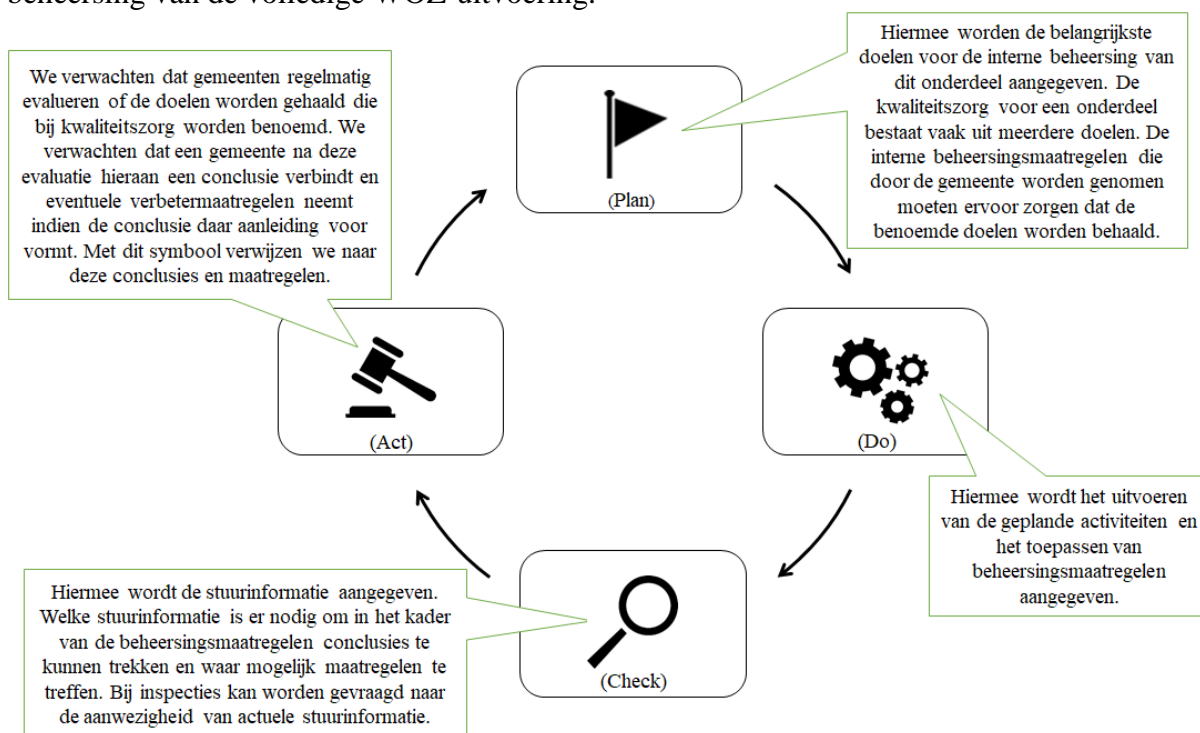 beheersing van de volledige WOZ-uitvoering.
We verwachten dat gemeenten regelmatig
evalueren of de doelen worden gehaald die
bij kwaliteitszorg worden benoemd. We
verwachten dat een gemeente na deze
evaluatie hieraan een conclusie verbindt en
eventuele verbetermaatregelen neemt
indien de conclusie daar aanleiding voor
vormt. Met dit symbool verwijzen we naar
deze conclusies en maatregelen.
(Plan)
Hiermee worden de belangrijkste
doelen voor de interne beheersing van
dit onderdeel aangegeven. De
kwaliteitszorg voor een onderdeel
bestaat vaak uit meerdere doelen. De
interne beheersingsmaatregelen die
door de gemeente worden genomen
moeten ervoor zorgen dat de
benoemde doelen worden behaald.
(Act)
(Do)
Hiermee wordt het uitvoeren
van de geplande activiteiten en
het toepassen van
beheersingsmaatregelen
aangegeven.
Hiermee wordt de stuurinformatie aangegeven.
Welke stuurinformatie is er nodig om in het kader
van de beheersingsmaatregelen conclusies te
kunnen trekken en waar mogelijk maatregelen te
treffen. Bij inspecties kan worden gevraagd naar
de aanwezigheid van actuele stuurinformatie.
(Check)